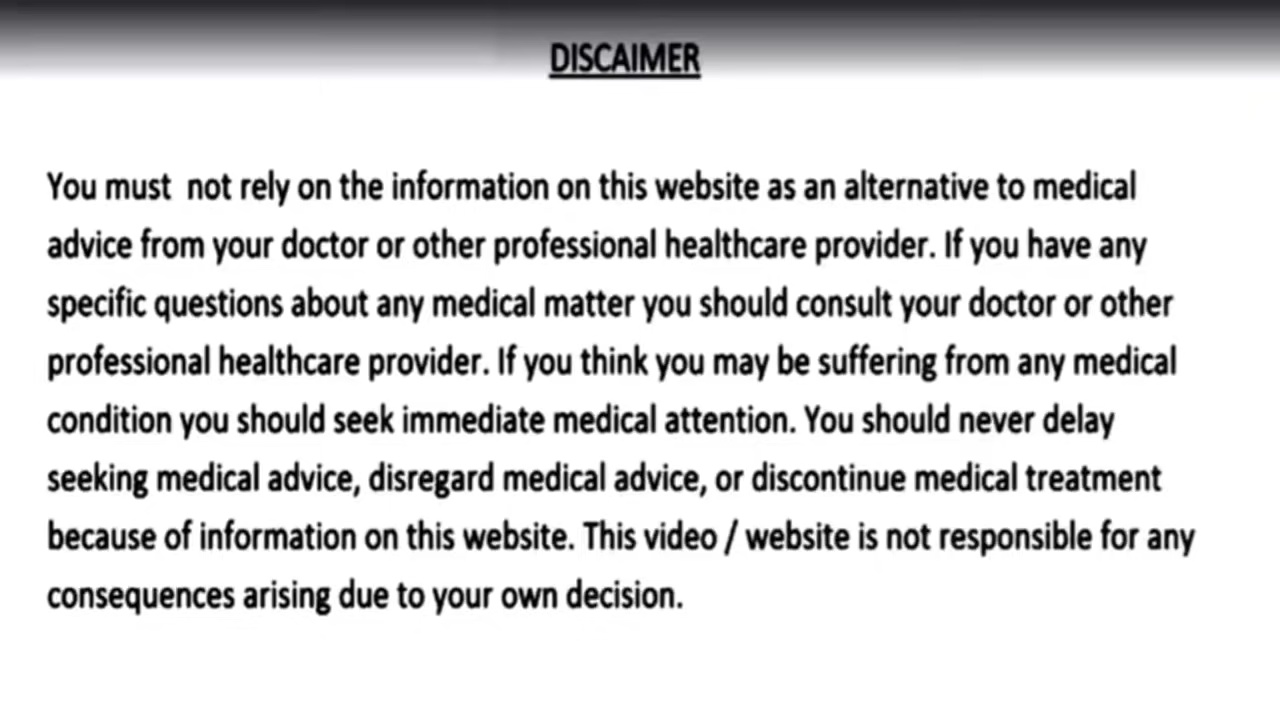 DISCAIMER
You must  not rely on the information on this website as an alternative to medical
advice from your doctor or other professional healthcare provider. If you have any
specific questions about any medical matter you should consult your doctor or other
professional healthcare provider. If you think you may be suffering from any medical
condition you should seek immediate medical attention. You should never delay
seeking medical advice, disregard medical advice, or discontinue medical treatment
because of information on this website. This video / website is not responsible for any
consequences arising due to your own decision.